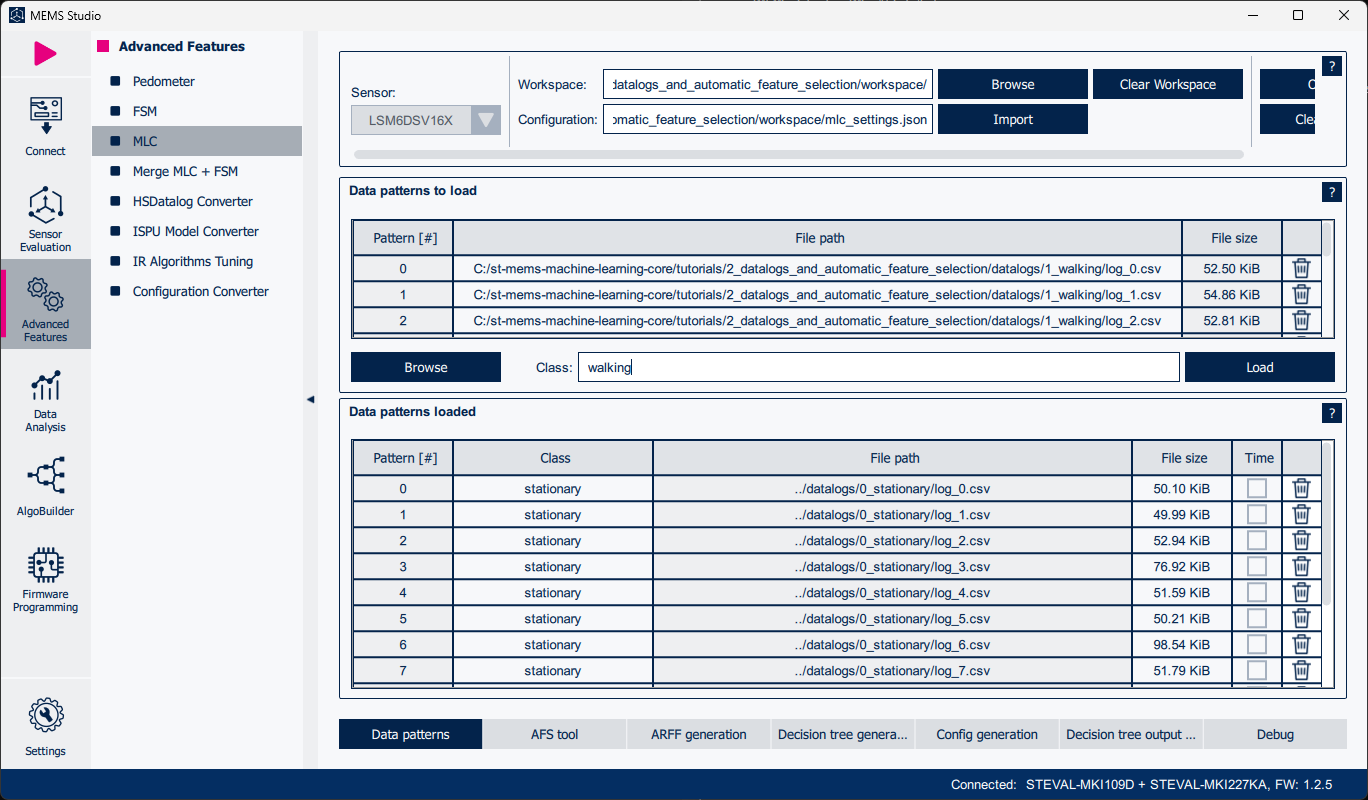 MEMS Studio
Connect
Sensor
Evaluation
Advanced
Features
Data
Analysis
AlgoBuilder
Firmware
Programming
Settings
Advanced Features
Pedometer
FSM
MLC
Merge MLC + FSM
HSDatalog Converter
ISPU Model Converter
IR Algorithms Tuning
Configuration Converter
Sensor:
LSM6DSV16X
Workspace: datalogs_and_automatic_feature_selection/workspace/ Browse Clear Workspace
Configuration: omatic_feature_selection/workspace/mlc_settings.json Import Clea
?
Data patterns to load ?
Pattern [#] File path File size
0 C:/st-mems-machine-learning-core/tutorials/2_datalogs_and_automatic_feature_selection/datalogs/1_walking/log_0.csv 52.50 KiB
1 C:/st-mems-machine-learning-core/tutorials/2_datalogs_and_automatic_feature_selection/datalogs/1_walking/log_1.csv 54.86 KiB
2 C:/st-mems-machine-learning-core/tutorials/2_datalogs_and_automatic_feature_selection/datalogs/1_walking/log_2.csv 52.81 KiB
Browse Class: walking Load
Data patterns loaded ?
Pattern [#] Class File path File size Time
0 stationary ../datalogs/0_stationary/log_0.csv 50.10 KiB
1 stationary ../datalogs/0_stationary/log_1.csv 49.99 KiB
2 stationary ../datalogs/0_stationary/log_2.csv 52.94 KiB
3 stationary ../datalogs/0_stationary/log_3.csv 76.92 KiB
4 stationary ../datalogs/0_stationary/log_4.csv 51.59 KiB
5 stationary ../datalogs/0_stationary/log_5.csv 50.21 KiB
6 stationary ../datalogs/0_stationary/log_6.csv 98.54 KiB
7 stationary ../datalogs/0_stationary/log_7.csv 51.79 KiB
Data patterns AFS tool ARFF generation Decision tree genera... Config generation Decision tree output ... Debug
Connected: STEVAL-MKI109D + STEVAL-MKI227KA, FW: 1.2.5